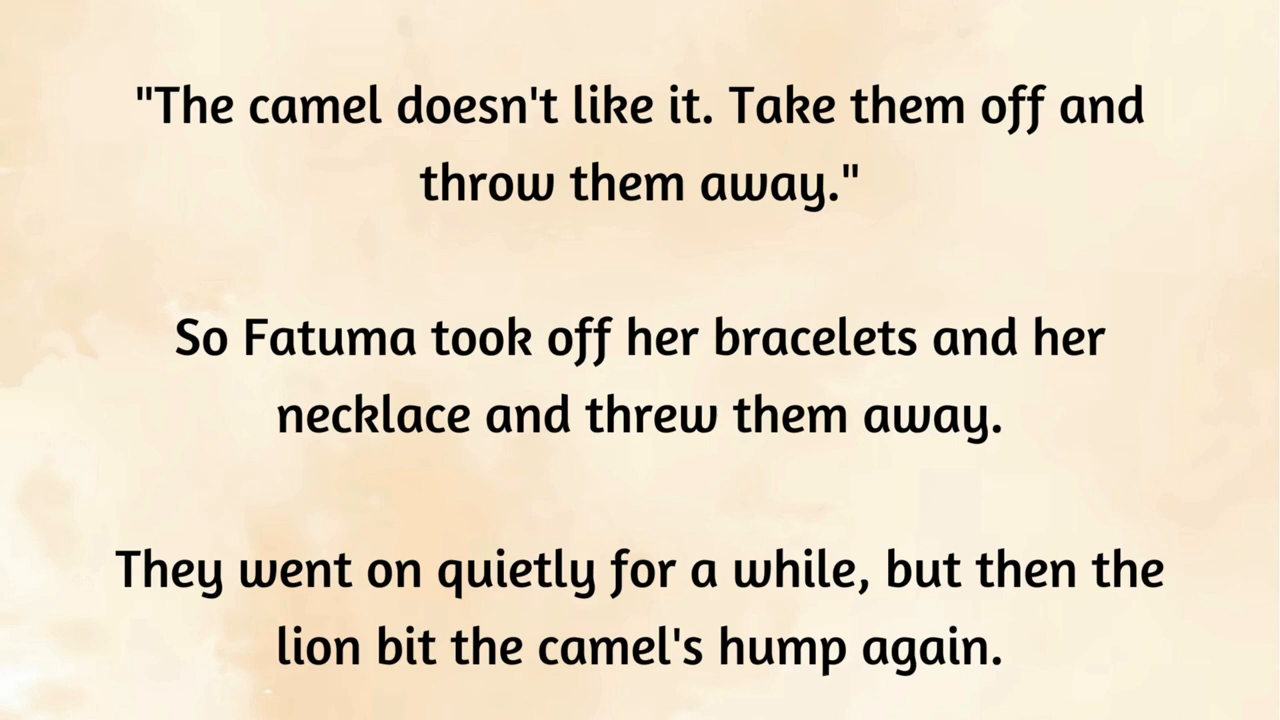 "The camel doesn't like it. Take them off and
throw them away."
So Fatuma took off her bracelets and her
necklace and threw them away.
They went on quietly for a while, but then the
lion bit the camel's hump again.